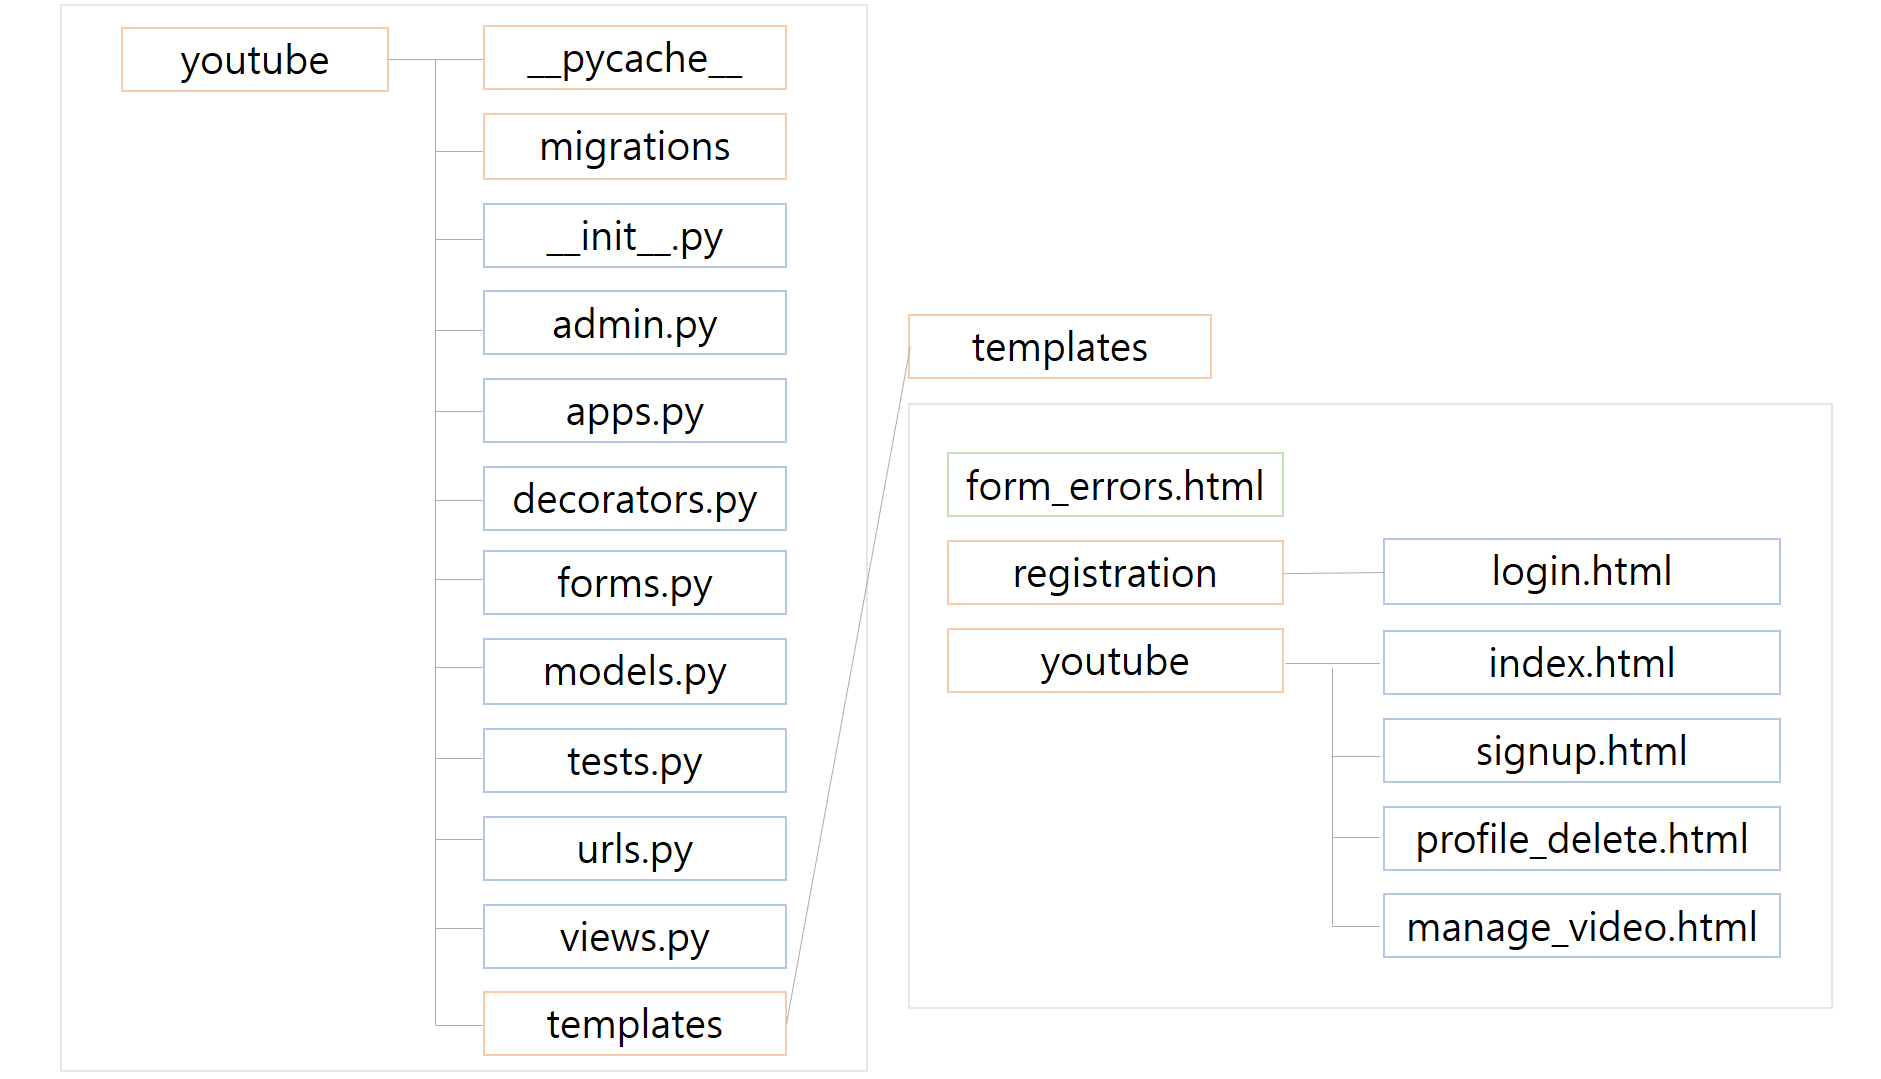 youtube
__pycache__
migrations
__init__.py
admin.py
apps.py
decorators.py
forms.py
models.py
tests.py
urls.py
views.py
templates
templates
form_errors.html
registration
login.html
youtube
index.html
signup.html
profile_delete.html
manage_video.html